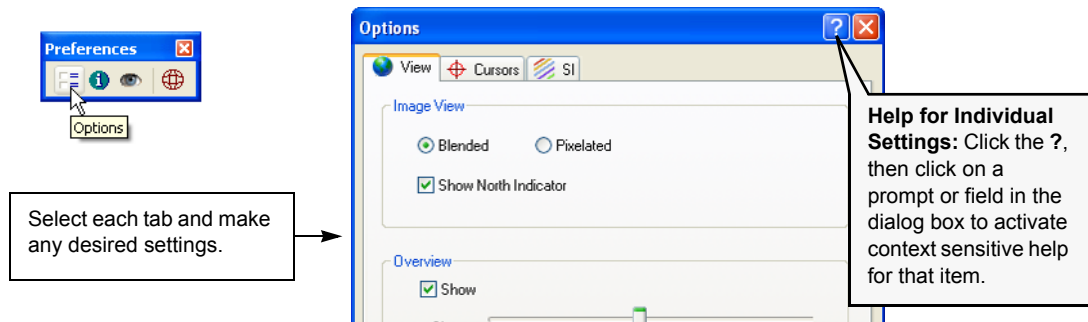 Preferences
Options
Select each tab and make
any desired settings.
Options
?
View
Cursors
SI
Image View
Blended
Pixelated
Show North Indicator
Overview
Show
Help for Individual
Settings: Click the ?,
then click on a
prompt or field in the
dialog box to activate
context sensitive help
for that item.